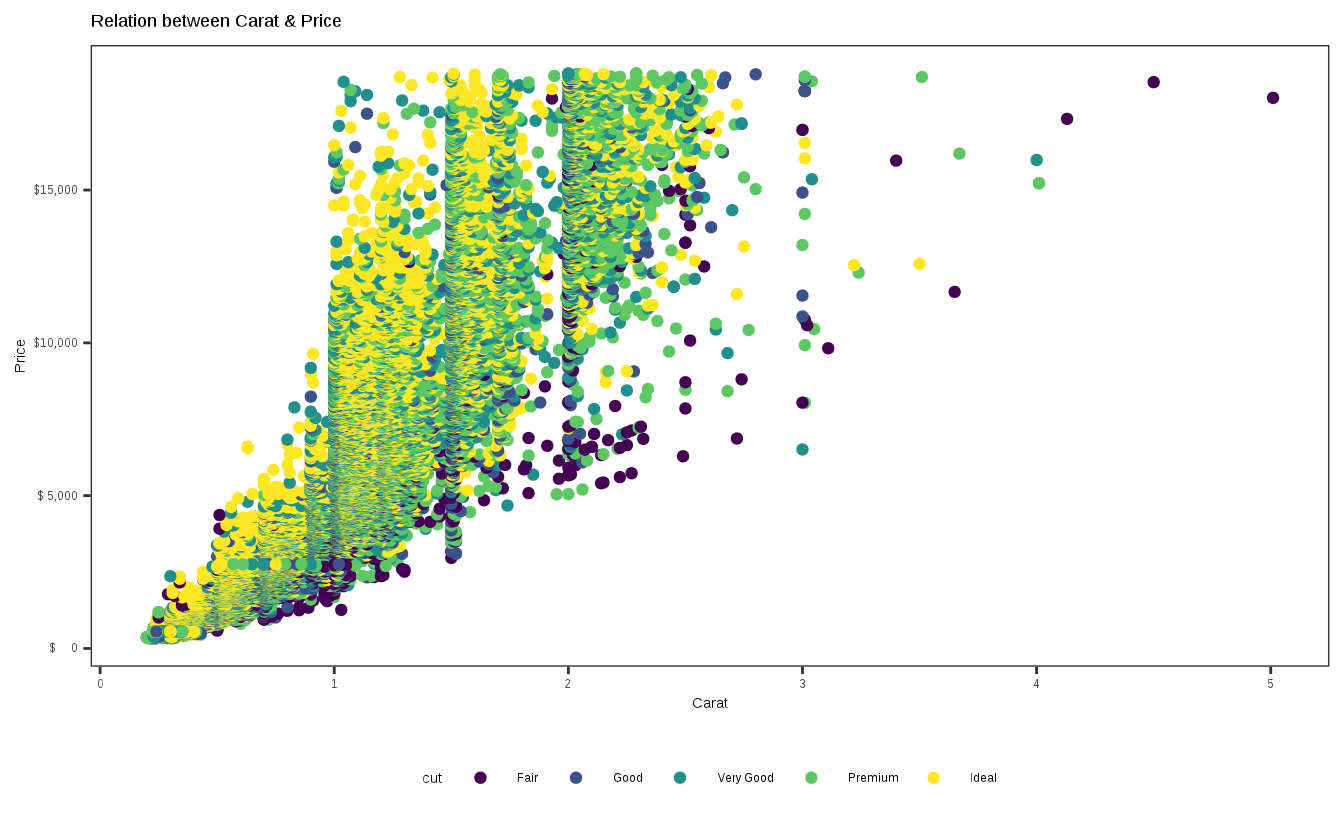 Relation between Carat & Price
Price
$15,000
$10,000
$ 5,000
$ 0
0 1 2 3 4 5
Carat
cut Fair Good Very Good Premium Ideal